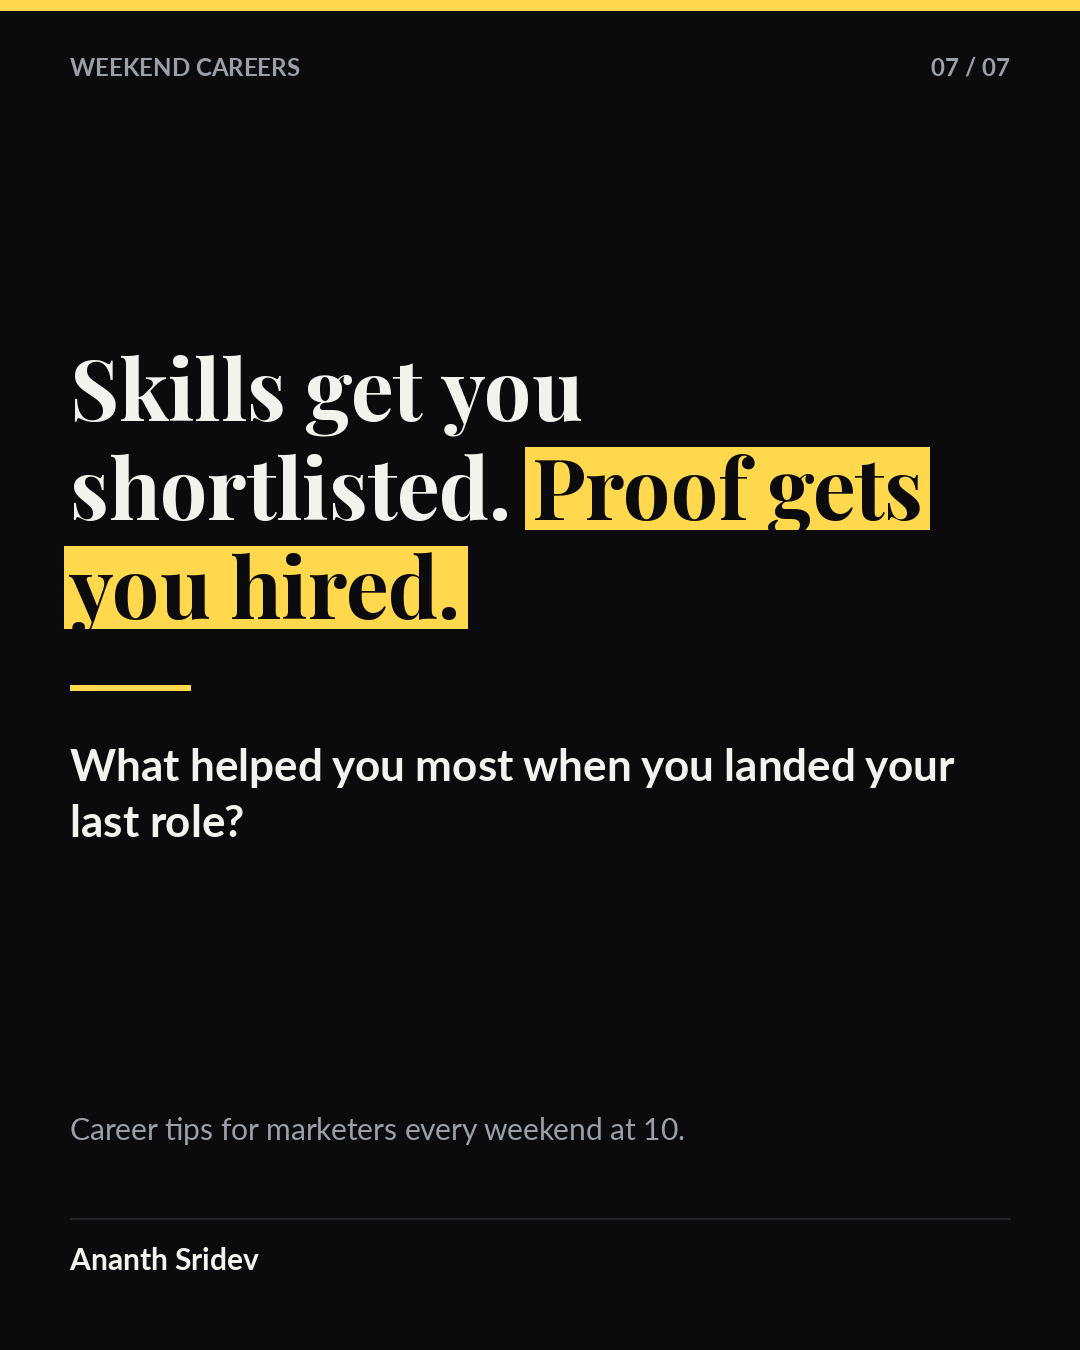 WEEKEND CAREERS
07 / 07
Skills get you
shortlisted. Proof gets
you hired.
What helped you most when you landed your
last role?
Career tips for marketers every weekend at 10.
Ananth Sridev